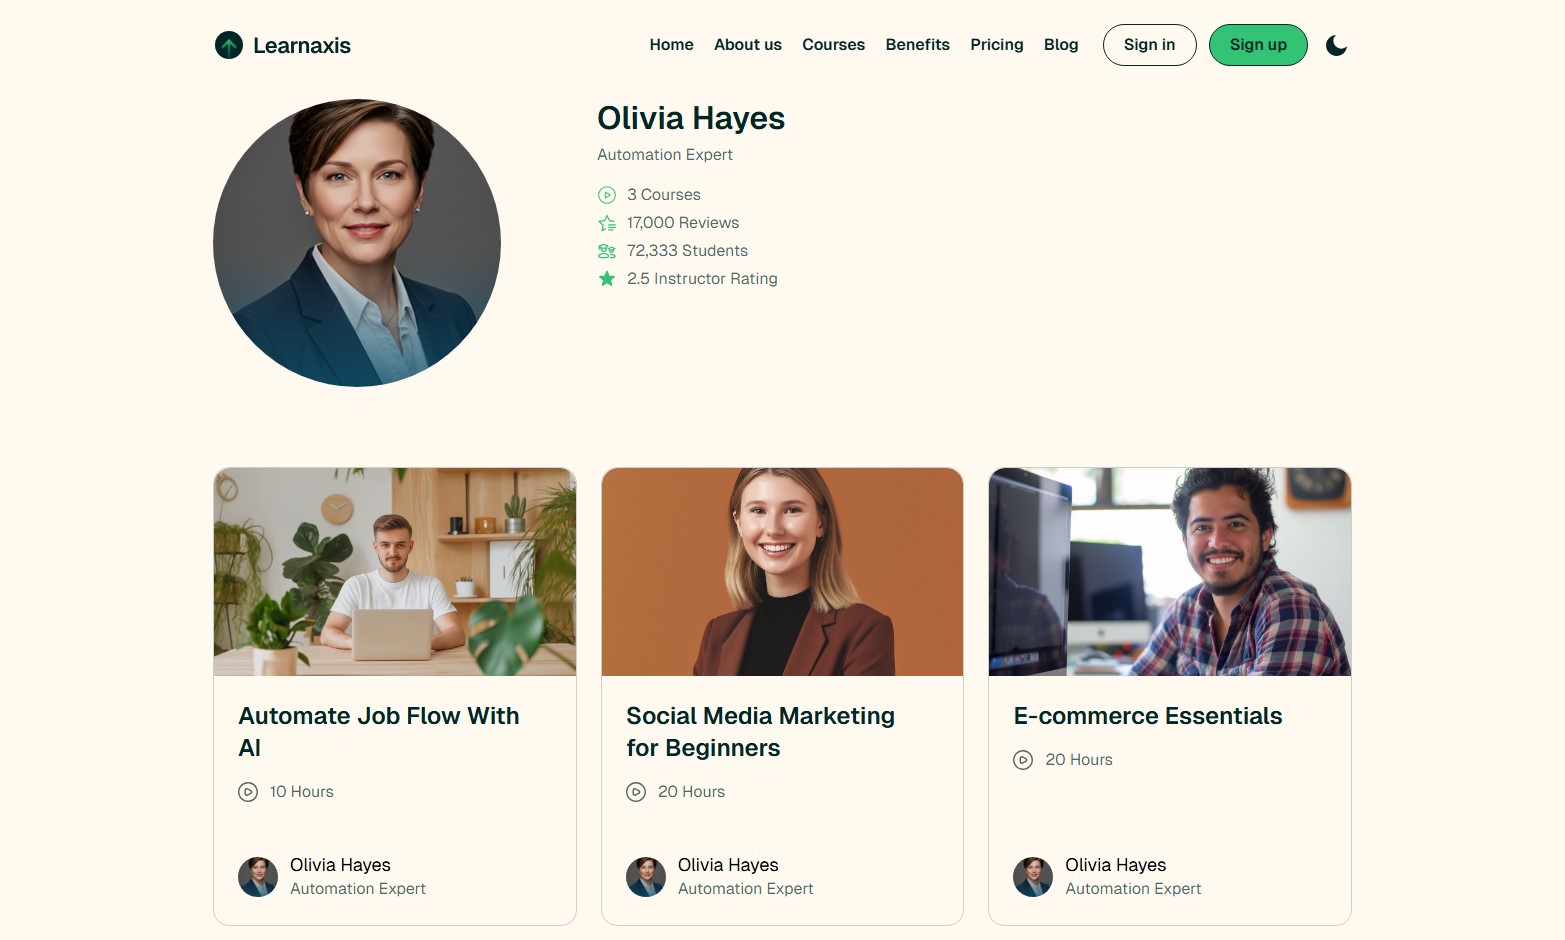 Learnaxis
Home About us Courses Benefits Pricing Blog Sign in Sign up
Olivia Hayes
Automation Expert
3 Courses
17,000 Reviews
72,333 Students
2.5 Instructor Rating
Automate Job Flow With
AI
10 Hours
Olivia Hayes
Automation Expert
Social Media Marketing
for Beginners
20 Hours
Olivia Hayes
Automation Expert
E-commerce Essentials
20 Hours
Olivia Hayes
Automation Expert